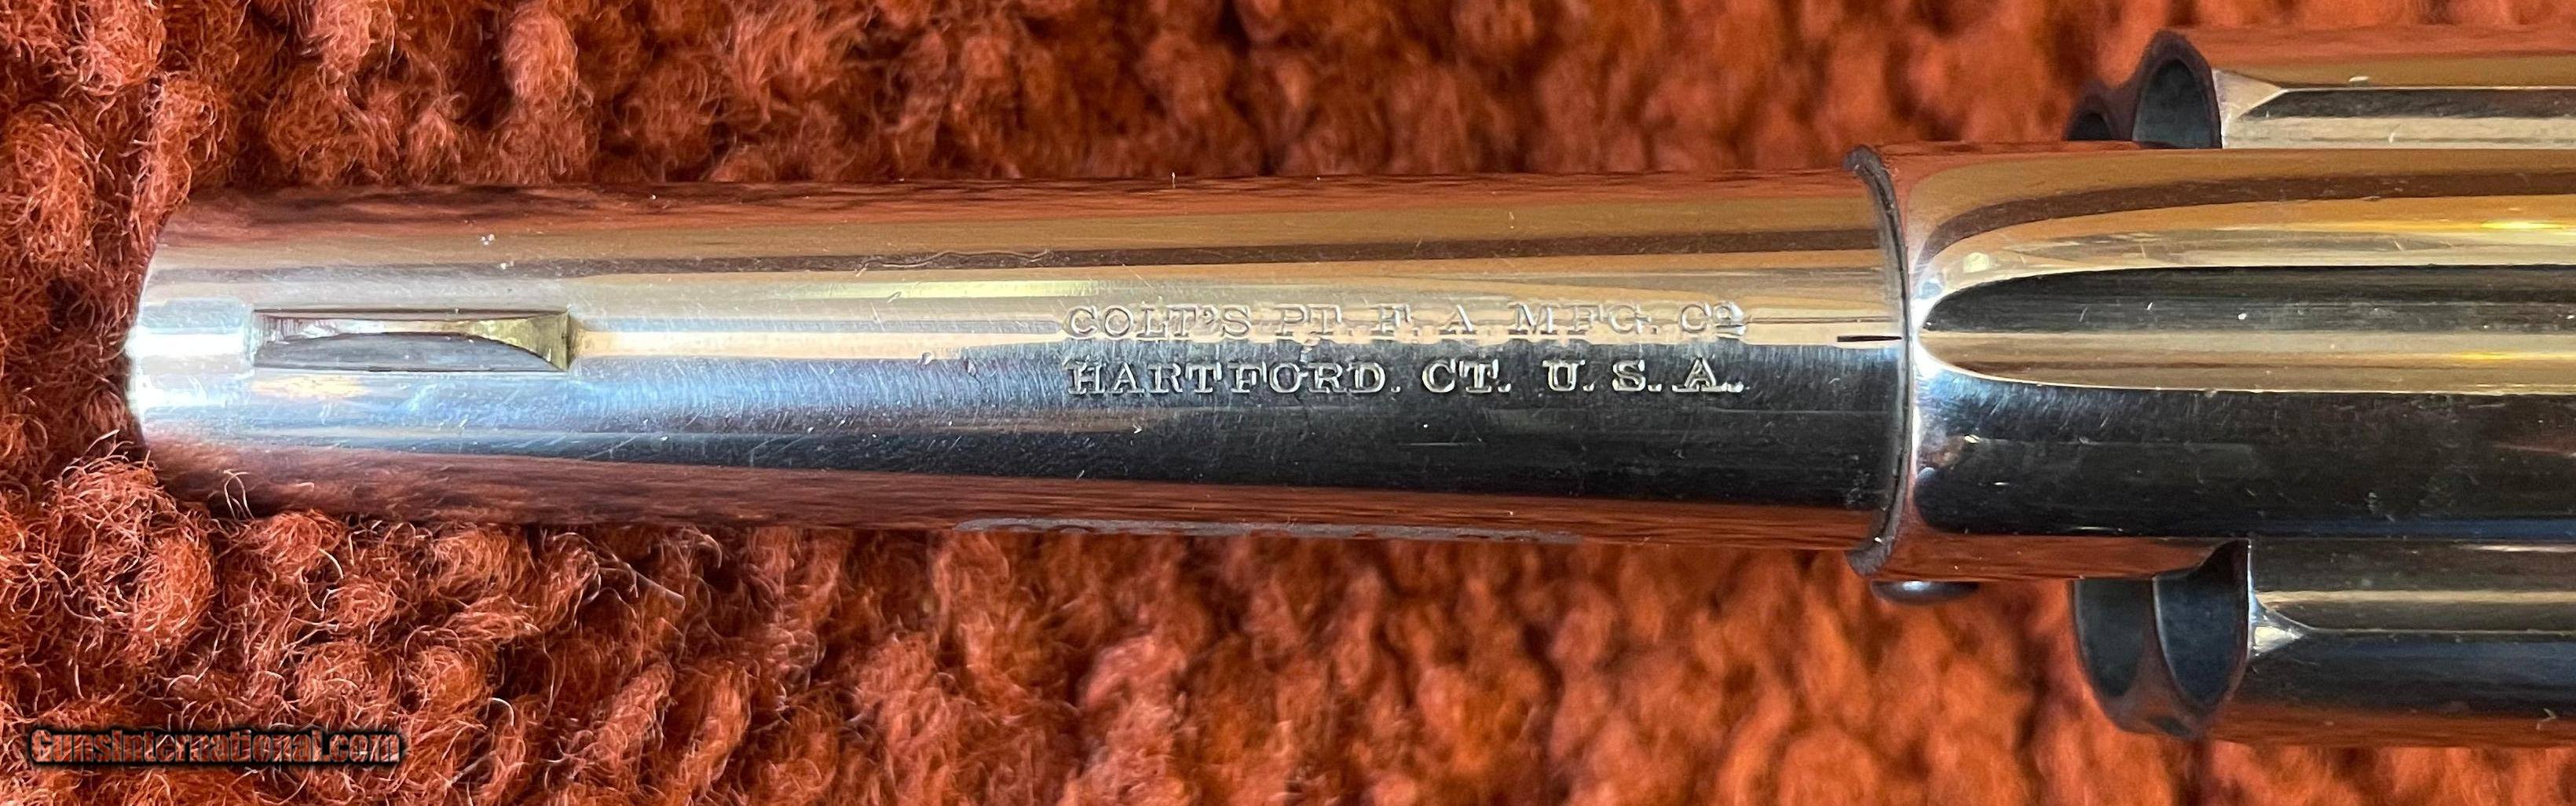 COLT'S PT. F. A. MFG. Cº
HARTFORD. CT. U. S. A.
GunsInternational.com